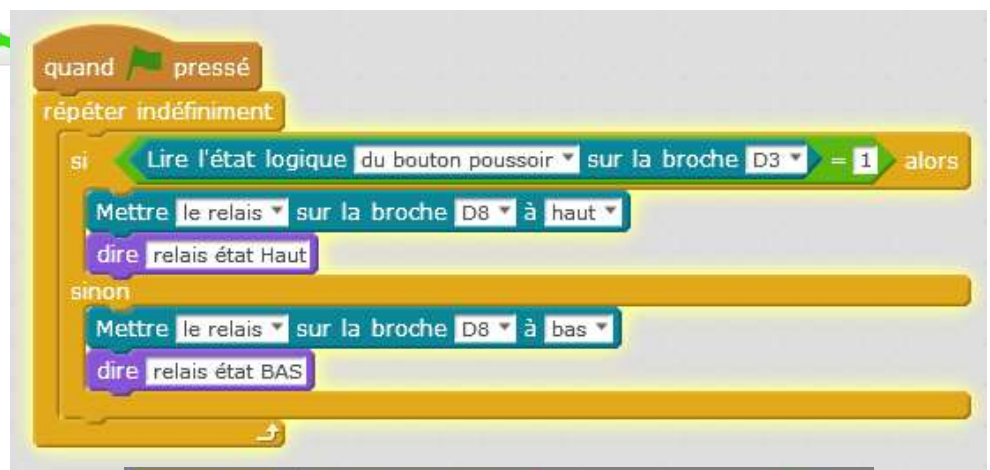 quand pressé
répéter indéfiniment
si Lire l'état logique du bouton poussoir sur la broche D3 = 1 alors
Mettre le relais sur la broche D8 à haut
dire relais état Haut
sinon
Mettre le relais sur la broche D8 à bas
dire relais état BAS